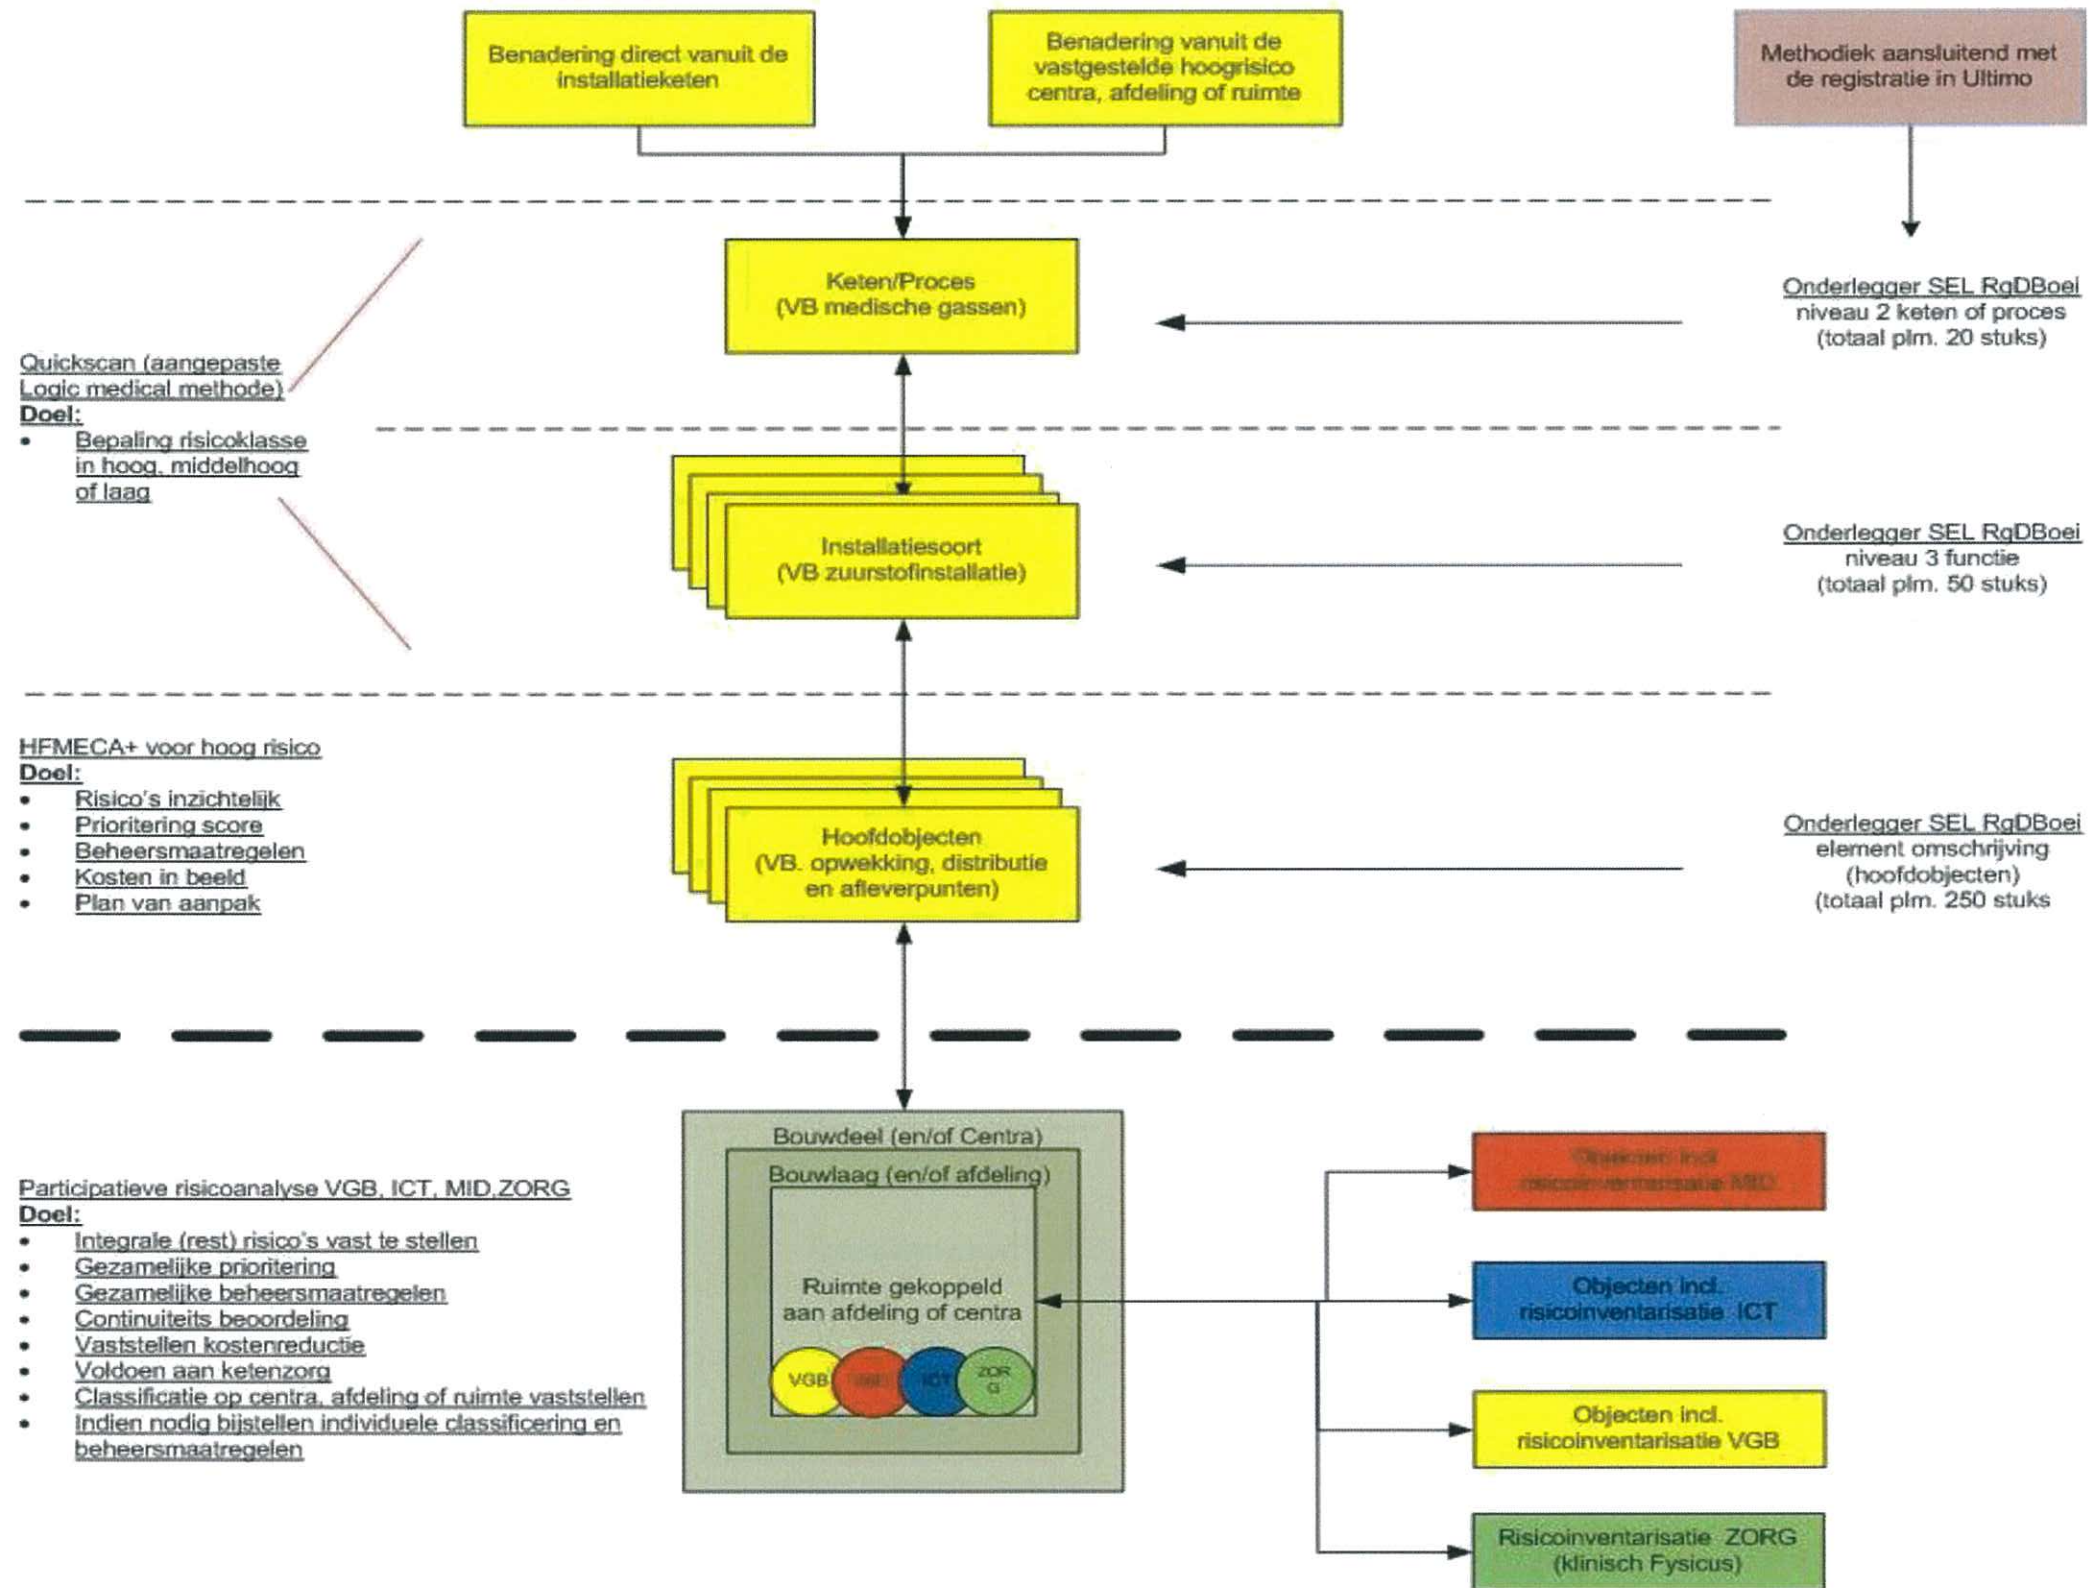 Benadering direct vanuit de
installatieketen
Benadering vanuit de
vastgestelde hoogrisico
centra, afdeling of ruimte
Methodiek aansluitend met
de registratie in Ultimo
Keten/Proces
(VB medische gassen)
Onderlegger SEL RgDBoei
niveau 2 keten of proces
(totaal plm. 20 stuks)
Quickscan (aangepaste
Logic medical methode)
Doel:
• Bepaling risicoklasse
in hoog, middelhoog
of laag
Installatiesoort
(VB zuurstofinstallatie)
Onderlegger SEL RgDBoei
niveau 3 functie
(totaal plm. 50 stuks)
HFMECA+ voor hoog risico
Doel:
• Risico's inzichtelijk
• Prioritering score
• Beheersmaatregelen
• Kosten in beeld
• Plan van aanpak
Hoofdobjecten
(VB. opwekking, distributie
en afleverpunten)
Onderlegger SEL RgDBoei
element omschrijving
(hoofdobjecten)
(totaal plm. 250 stuks
Participatieve risicoanalyse VGB, ICT, MID,ZORG
Doel:
• Integrale (rest) risico's vast te stellen
• Gezamelijke prioritering
• Gezamelijke beheersmaatregelen
• Continuiteits beoordeling
• Vaststellen kostenreductie
• Voldoen aan ketenzorg
• Classificatie op centra, afdeling of ruimte vaststellen
• Indien nodig bijstellen individuele classificering en
beheersmaatregelen
Bouwdeel (en/of Centra)
Bouwlaag (en/of afdeling)
Ruimte gekoppeld
aan afdeling of centra
VGB
ICT
ZOR
G
Objecten incl.
risicoinventarisatie MID
Objecten incl.
risicoinventarisatie ICT
Objecten incl.
risicoinventarisatie VGB
Risicoinventarisatie ZORG
(klinisch Fysicus)